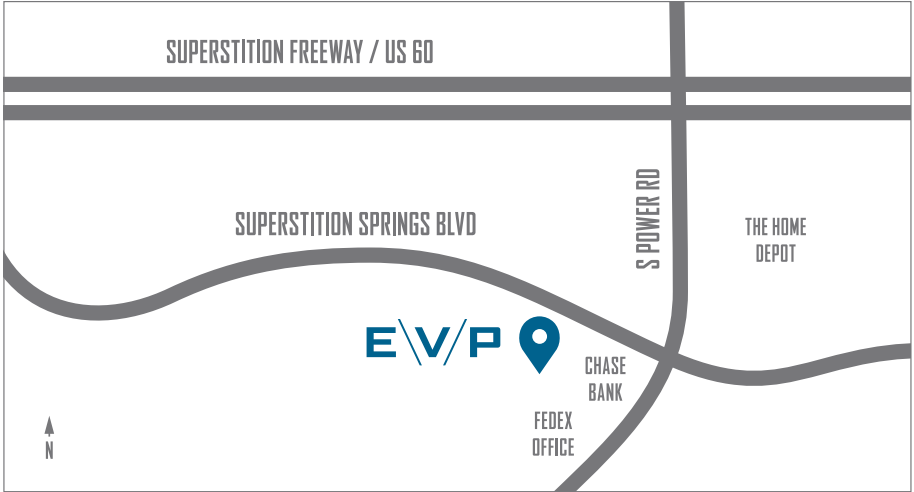 SUPERSTITION FREEWAY / US 60
S POWER RD
SUPERSTITION SPRINGS BLVD
THE HOME
DEPOT
E\V/P
CHASE
BANK
FEDEX
OFFICE
N